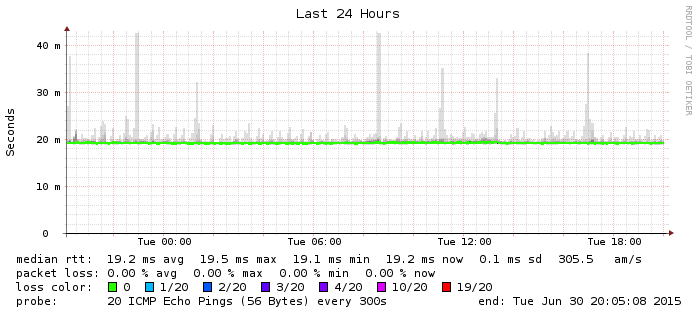 Last 24 Hours
RRDTOOL / TOBI OETIKER
Seconds
40 m
30 m
20 m
10 m
0
Tue 00:00 Tue 06:00 Tue 12:00 Tue 18:00
median rtt: 19.2 ms avg 19.5 ms max 19.1 ms min 19.2 ms now 0.1 ms sd 305.5 am/s
packet loss: 0.00 % avg 0.00 % max 0.00 % min 0.00 % now
loss color: 0 1/20 2/20 3/20 4/20 10/20 19/20
probe: 20 ICMP Echo Pings (56 Bytes) every 300s end: Tue Jun 30 20:05:08 2015